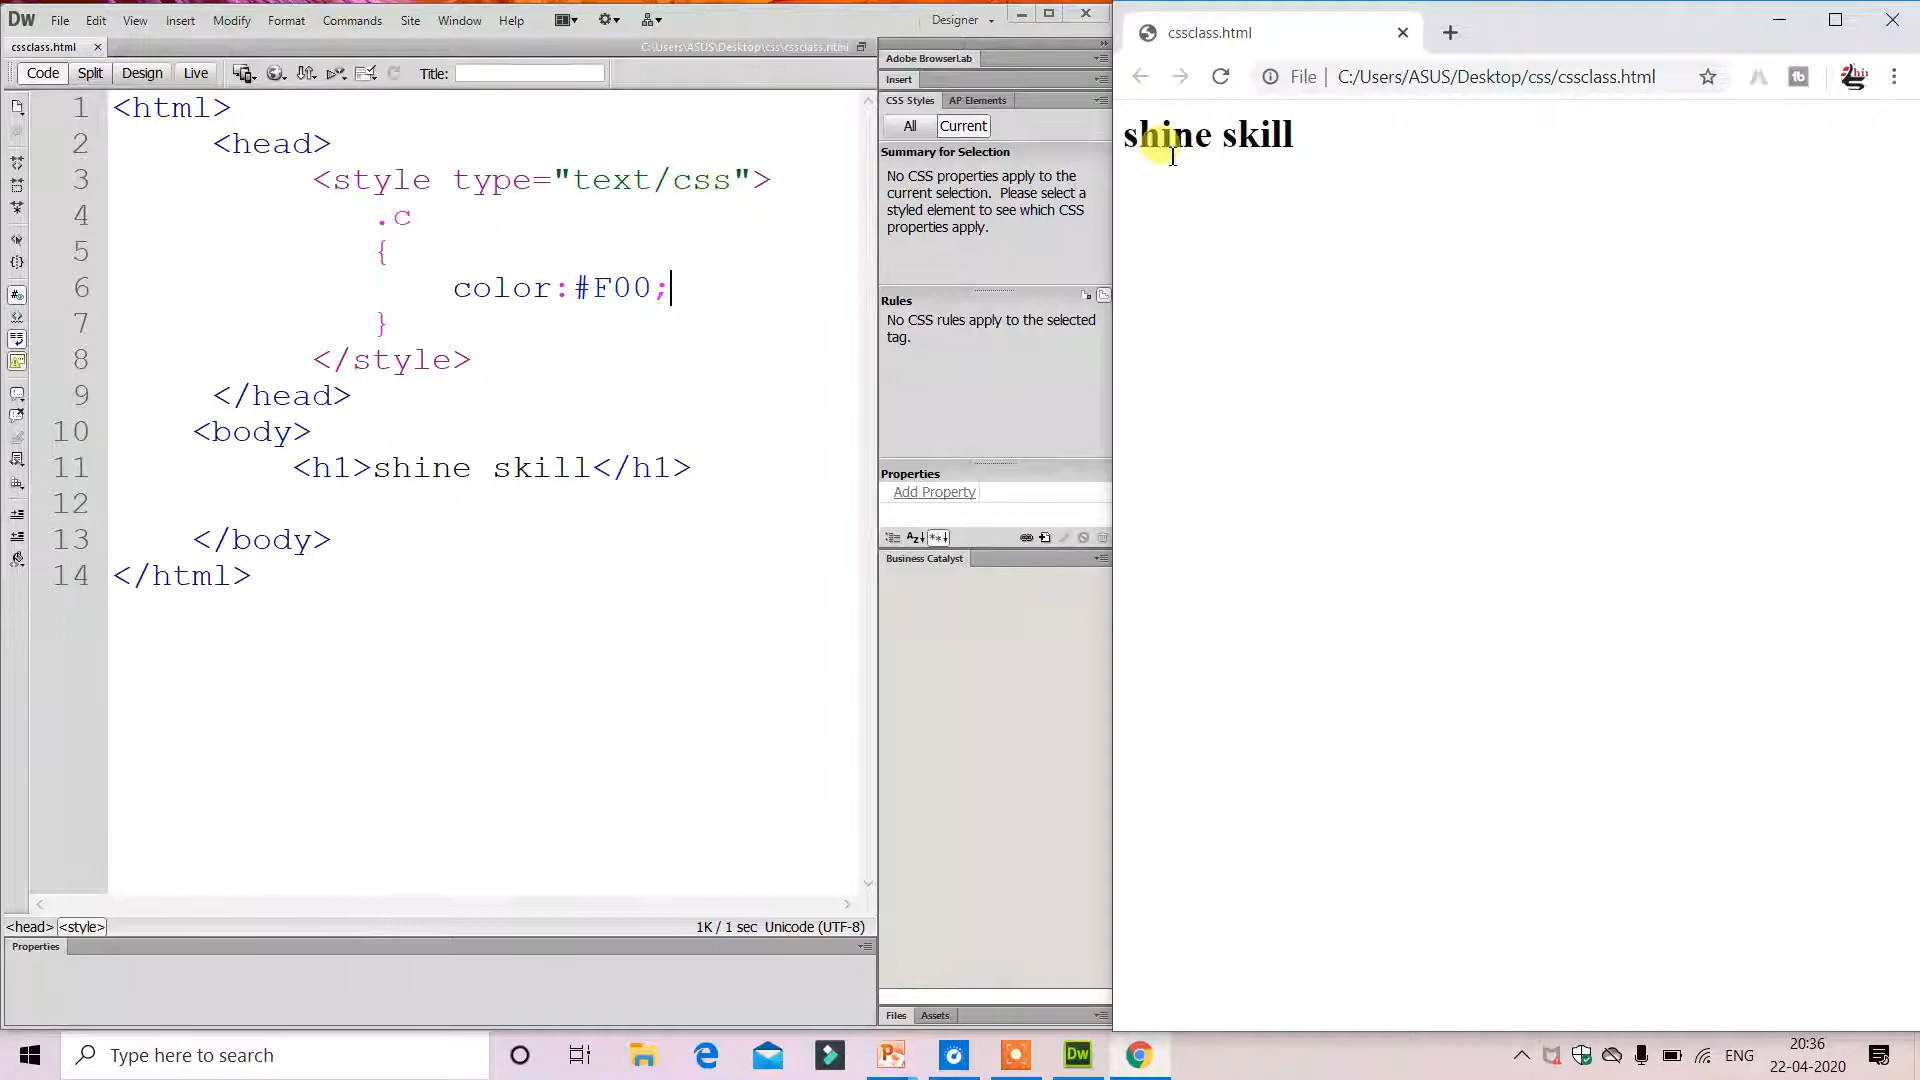 Dw File Edit View Insert Modify Format Commands Site Window Help Designer
cssclass.html C:\Users\ASUS\Desktop\css\cssclass.html
Code Split Design Live Title:
1 <html>
2 <head>
3 <style type="text/css">
4 .c
5 {
6 color:#F00;
7 }
8 </style>
9 </head>
10 <body>
11 <h1>shine skill</h1>
12
13 </body>
14 </html>
<head> <style> 1K / 1 sec Unicode (UTF-8)
Properties
Adobe BrowserLab
Insert
CSS Styles AP Elements
All Current
Summary for Selection
No CSS properties apply to the
current selection. Please select a
styled element to see which CSS
properties apply.
Rules
No CSS rules apply to the selected
tag.
Properties
Add Property
Business Catalyst
Files Assets
cssclass.html
File C:/Users/ASUS/Desktop/css/cssclass.html
shine skill
Type here to search
Dw
ENG
20:36
22-04-2020